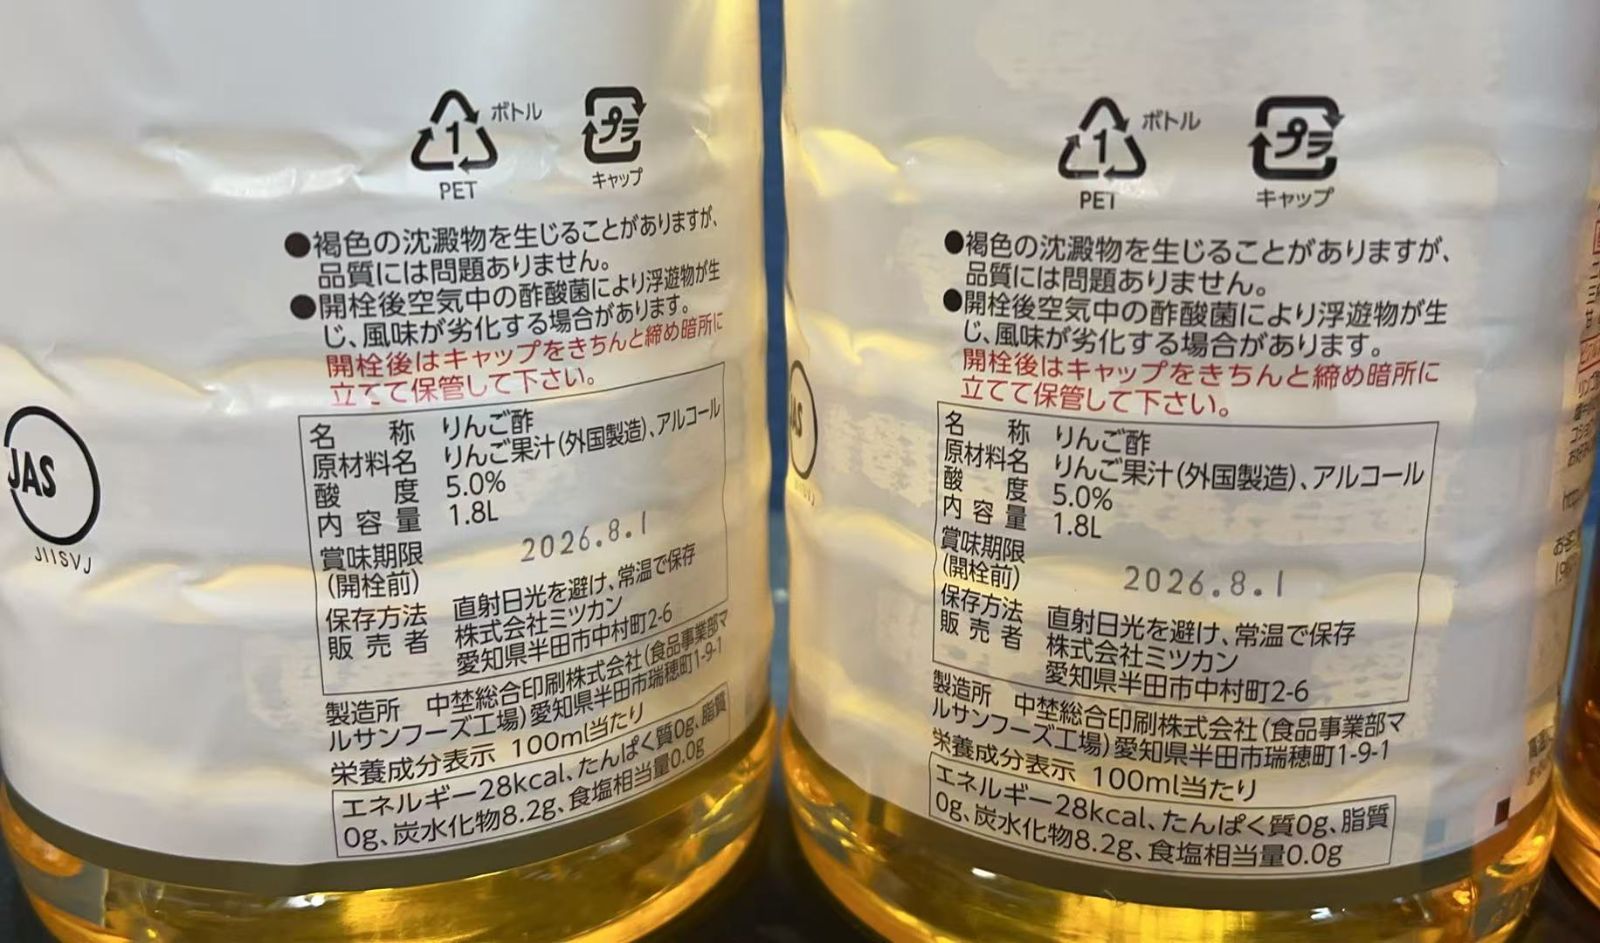 ボトル
1
PET
プラ
キャップ
●褐色の沈澱物を生じることがありますが、
品質には問題ありません。
●開栓後空気中の酢酸菌により浮遊物が生
じ、風味が劣化する場合があります。
開栓後はキャップをきちんと締め暗所に
立てて保管して下さい。
JAS
JIISVJ
名称 りんご酢
原材料名 りんご果汁(外国製造)、アルコール
酸度 5.0%
内容量 1.8L
賞味期限 2026.8.1
(開栓前)
保存方法 直射日光を避け、常温で保存
販売者 株式会社ミツカン
愛知県半田市中村町2-6
製造所 中埜総合印刷株式会社(食品事業部マ
ルサンフーズ工場)愛知県半田市瑞穂町1-9-1
栄養成分表示 100ml当たり
エネルギー28kcal、たんぱく質0g、脂質
0g、炭水化物8.2g、食塩相当量0.0g
ボトル
1
PET
プラ
キャップ
●褐色の沈澱物を生じることがありますが、
品質には問題ありません。
●開栓後空気中の酢酸菌により浮遊物が生
じ、風味が劣化する場合があります。
開栓後はキャップをきちんと締め暗所に
立てて保管して下さい。
AS
名称 りんご酢
原材料名 りんご果汁(外国製造)、アルコール
酸度 5.0%
内容量 1.8L
賞味期限 2026.8.1
(開栓前)
保存方法 直射日光を避け、常温で保存
販売者 株式会社ミツカン
愛知県半田市中村町2-6
製造所 中埜総合印刷株式会社(食品事業部マ
ルサンフーズ工場)愛知県半田市瑞穂町1-9-1
栄養成分表示 100ml当たり
エネルギー28kcal、たんぱく質0g、脂質
0g、炭水化物8.2g、食塩相当量0.0g